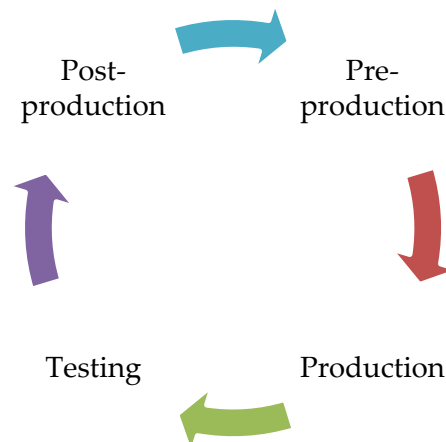 Post-
production
Pre-
production
Testing
Production